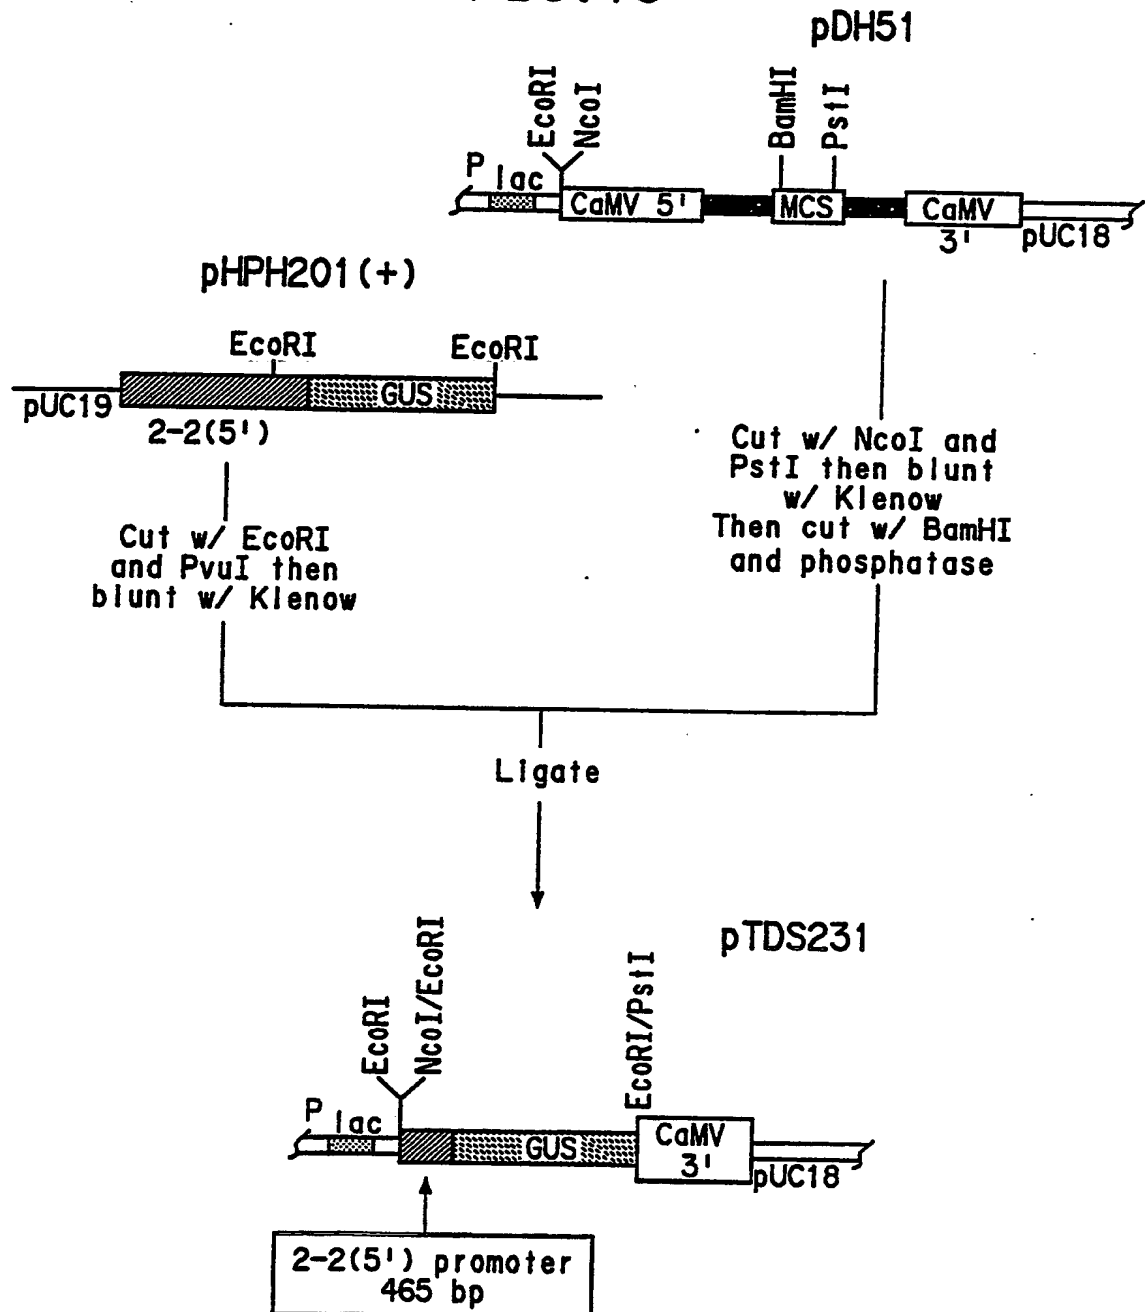 pDH51
EcoRI
NcoI
BamHI
PstI
P lac
CaMV 5'
MCS
CaMV
3'
pUC18
pHPH201(+)
EcoRI
EcoRI
GUS
pUC19
2-2(5')
Cut w/ NcoI and
PstI then blunt
w/ Klenow
Then cut w/ BamHI
and phosphatase
Cut w/ EcoRI
and PvuI then
blunt w/ Klenow
Ligate
pTDS231
EcoRI
NcoI/EcoRI
EcoRI/PstI
P lac
GUS
CaMV
3'
pUC18
2-2(5') promoter
465 bp